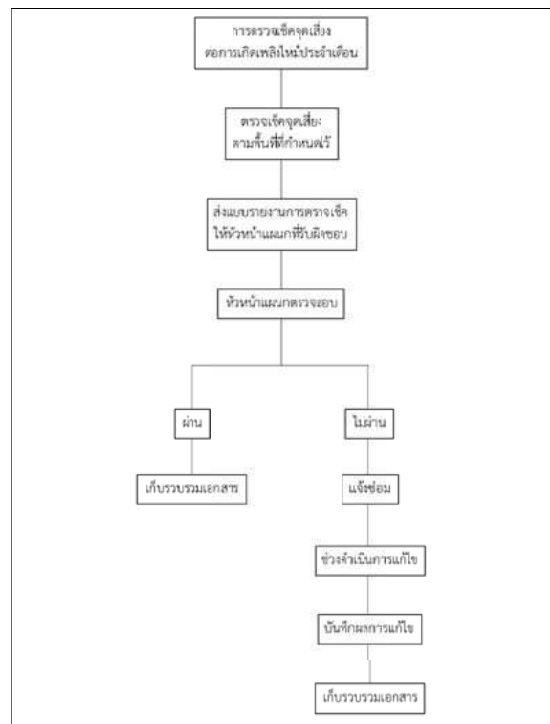 การตรวจเช็คจุดเสี่ยง
ต่อการเกิดเพลิงไหม้ประจำเดือน
ตรวจเช็คจุดเสี่ยง
ตามพื้นที่ที่กำหนดไว้
ส่งแบบรายงานการตรวจเช็ค
ให้หัวหน้าแผนกที่รับผิดชอบ
หัวหน้าแผนกตรวจสอบ
ผ่าน
ไม่ผ่าน
เก็บรวบรวมเอกสาร
แจ้งซ่อม
ช่างดำเนินการแก้ไข
บันทึกผลการแก้ไข
เก็บรวบรวมเอกสาร